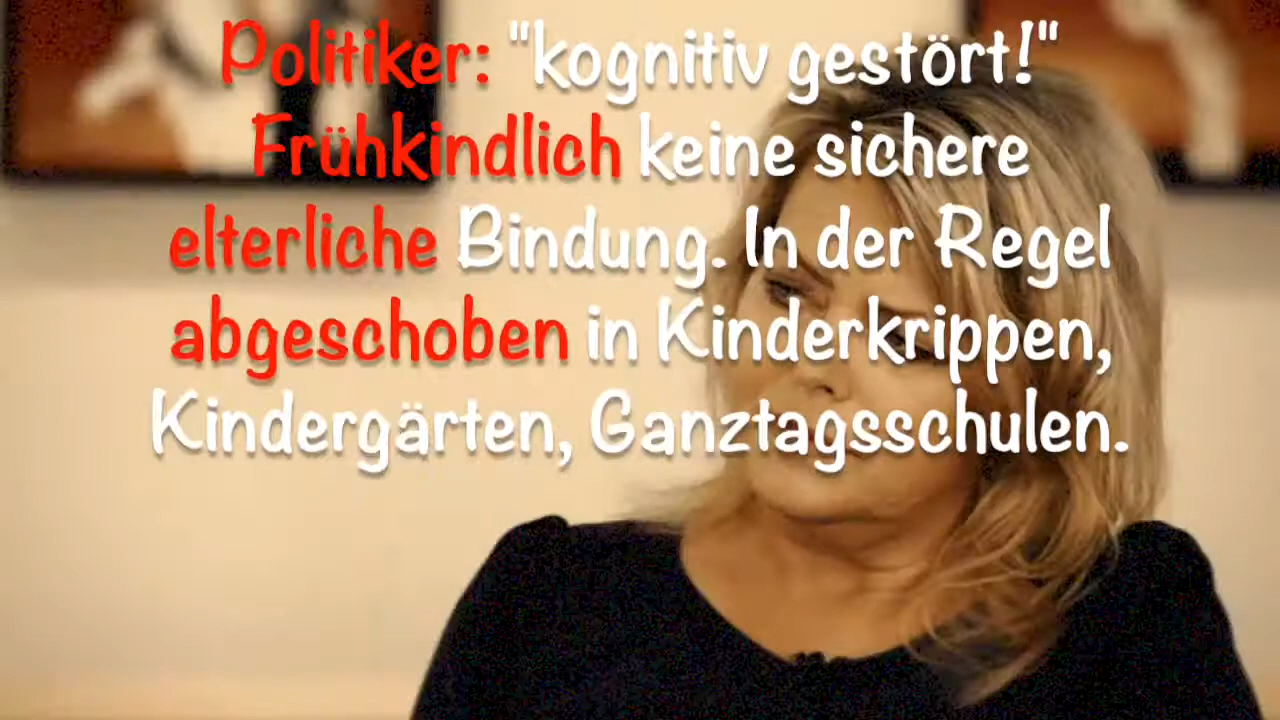 Politiker: "kognitiv gestört!"
Frühkindlich keine sichere
elterliche Bindung. In der Regel
abgeschoben in Kinderkrippen,
Kindergärten, Ganztagsschulen.